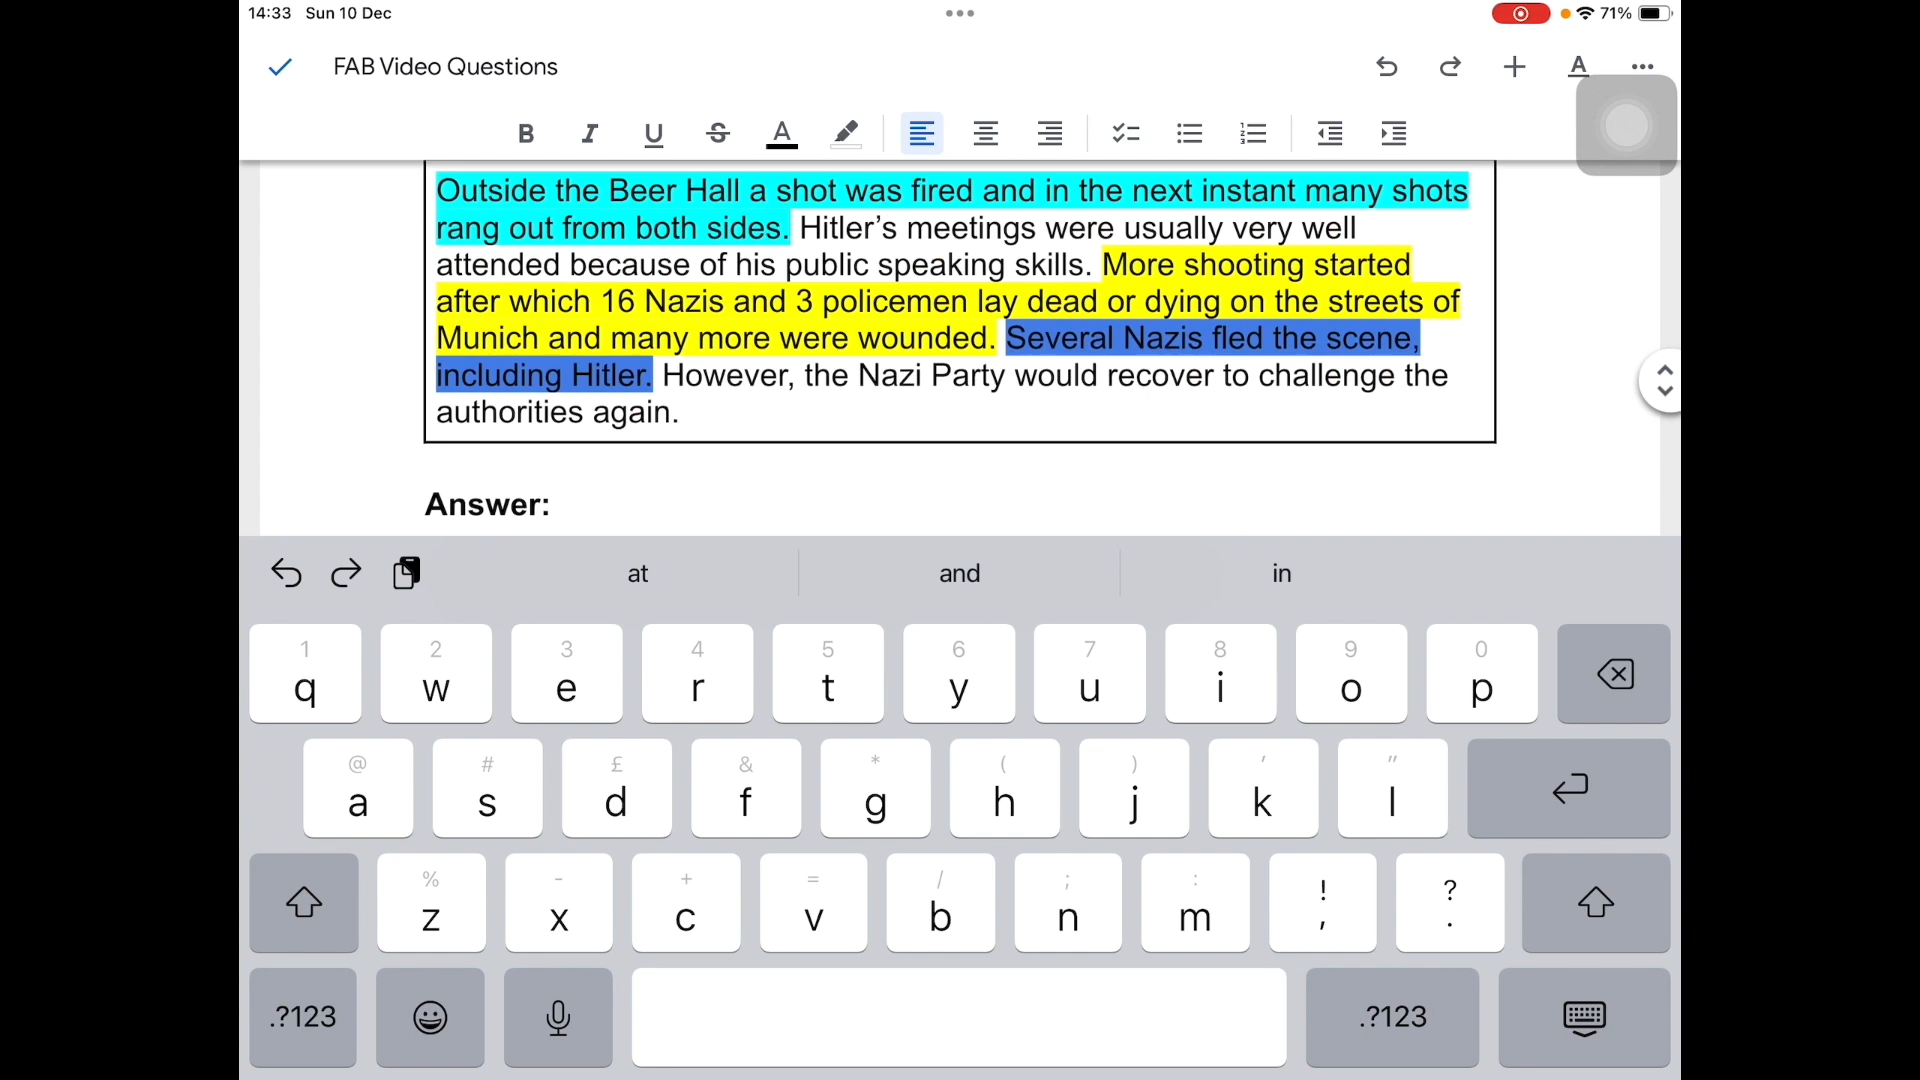 14:33 Sun 10 Dec
71%
FAB Video Questions
A
B I U S A
Outside the Beer Hall a shot was fired and in the next instant many shots
rang out from both sides. Hitler’s meetings were usually very well
attended because of his public speaking skills. More shooting started
after which 16 Nazis and 3 policemen lay dead or dying on the streets of
Munich and many more were wounded. Several Nazis fled the scene,
including Hitler. However, the Nazi Party would recover to challenge the
authorities again.
Answer:
at and in
1 2 3 4 5 6 7 8 9 0
q w e r t y u i o p
@ # £ & * ( ) ' "
a s d f g h j k l
% - + = / ; : ! ?
z x c v b n m , .
.?123 .?123